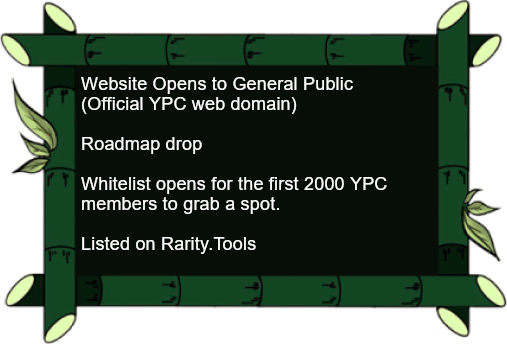 Website Opens to General Public
(Official YPC web domain)
Roadmap drop
Whitelist opens for the first 2000 YPC
members to grab a spot.
Listed on Rarity.Tools